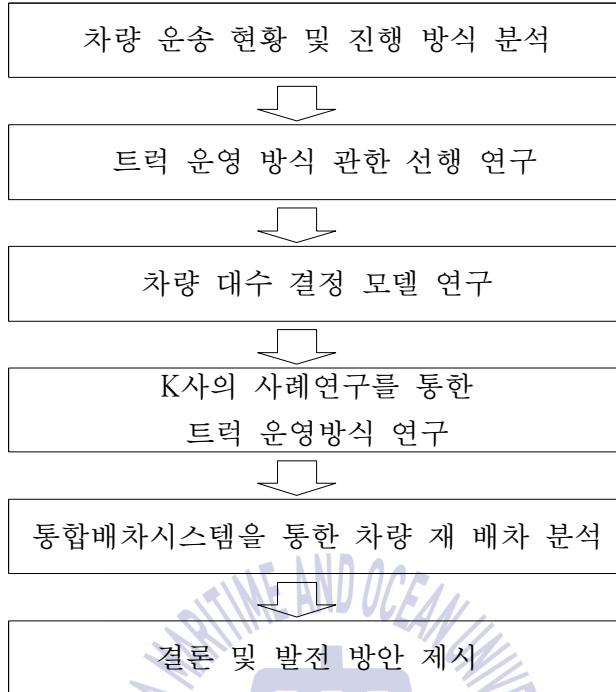 차량 운송 현황 및 진행 방식 분석
트럭 운영 방식 관한 선행 연구
차량 대수 결정 모델 연구
K사의 사례연구를 통한
트럭 운영방식 연구
통합배차시스템을 통한 차량 재 배차 분석
결론 및 발전 방안 제시
MARITIME AND OCEAN